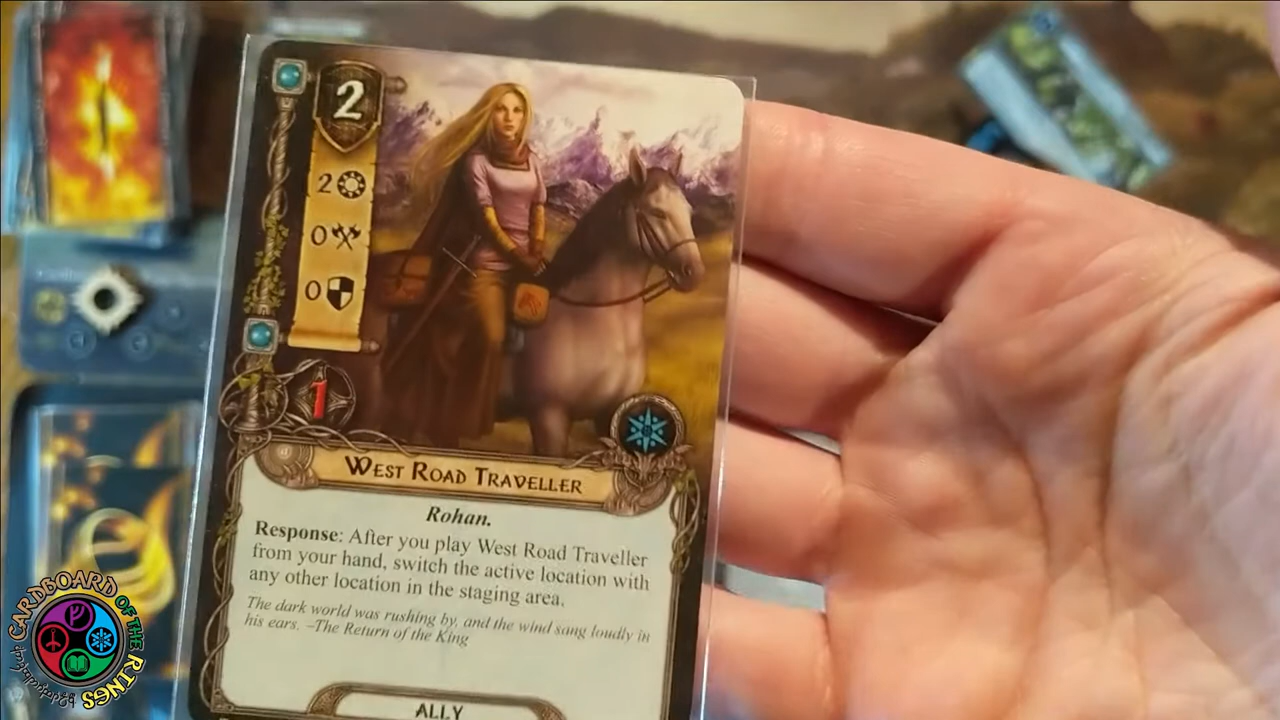 2
2
0
0
1
WEST ROAD TRAVELLER
Rohan.
Response: After you play West Road Traveller
from your hand, switch the active location with
any other location in the staging area.
The dark world was rushing by, and the wind sang loudly in
his ears. –The Return of the King
ALLY
CARDBOARD OF THE RINGS